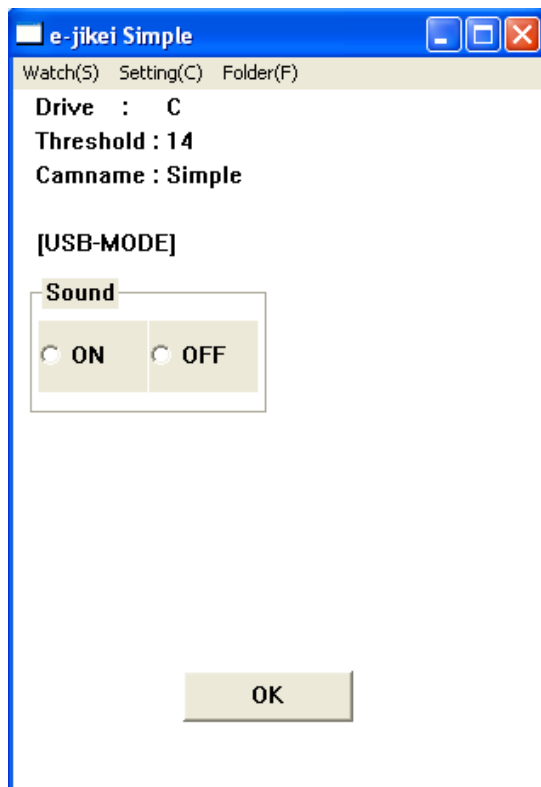 e-jikei Simple
Watch(S) Setting(C) Folder(F)
Drive : C
Threshold : 14
Camname : Simple
[USB-MODE]
Sound
ON OFF
OK